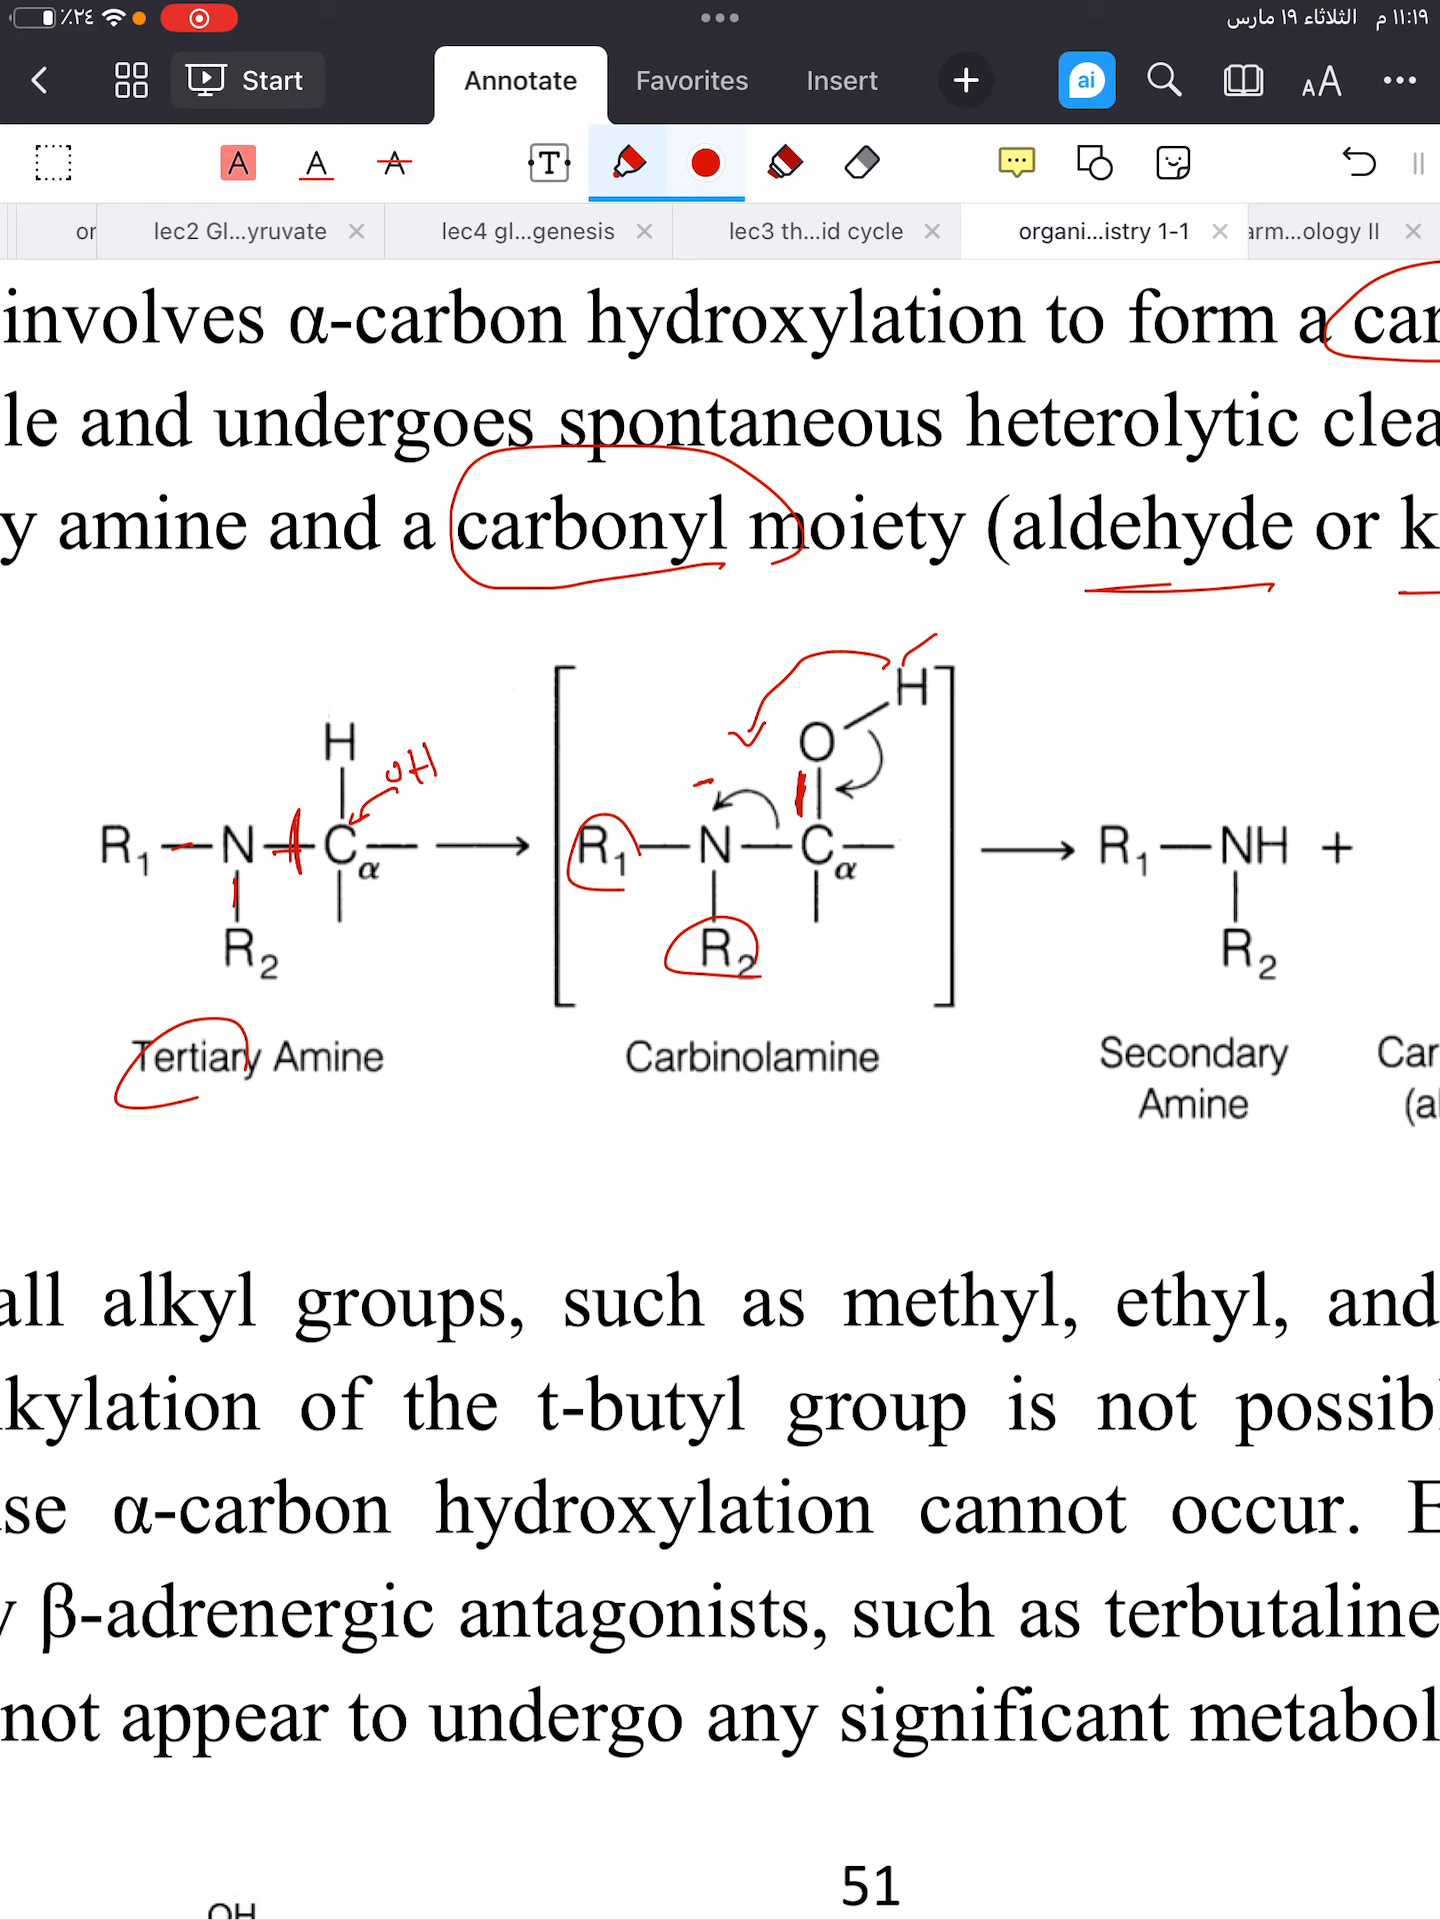 ٪٢٤
١١:١٩ م الثلاثاء ١٩ مارس
Start
Annotate
Favorites
Insert
ai
AA
A A A T
or
lec2 Gl...yruvate
lec4 gl...genesis
lec3 th...id cycle
organi...istry 1-1
arm...ology II
involves α-carbon hydroxylation to form a car
le and undergoes spontaneous heterolytic clea
y amine and a carbonyl moiety (aldehyde or k
H
O
H
OH
R1 N Cα
R1 N Cα
R1 NH +
R2
R2
R2
Tertiary Amine
Carbinolamine
Secondary
Amine
Car
(al
all alkyl groups, such as methyl, ethyl, and
kylation of the t-butyl group is not possib
se α-carbon hydroxylation cannot occur. E
y β-adrenergic antagonists, such as terbutaline
not appear to undergo any significant metabol
51
OH